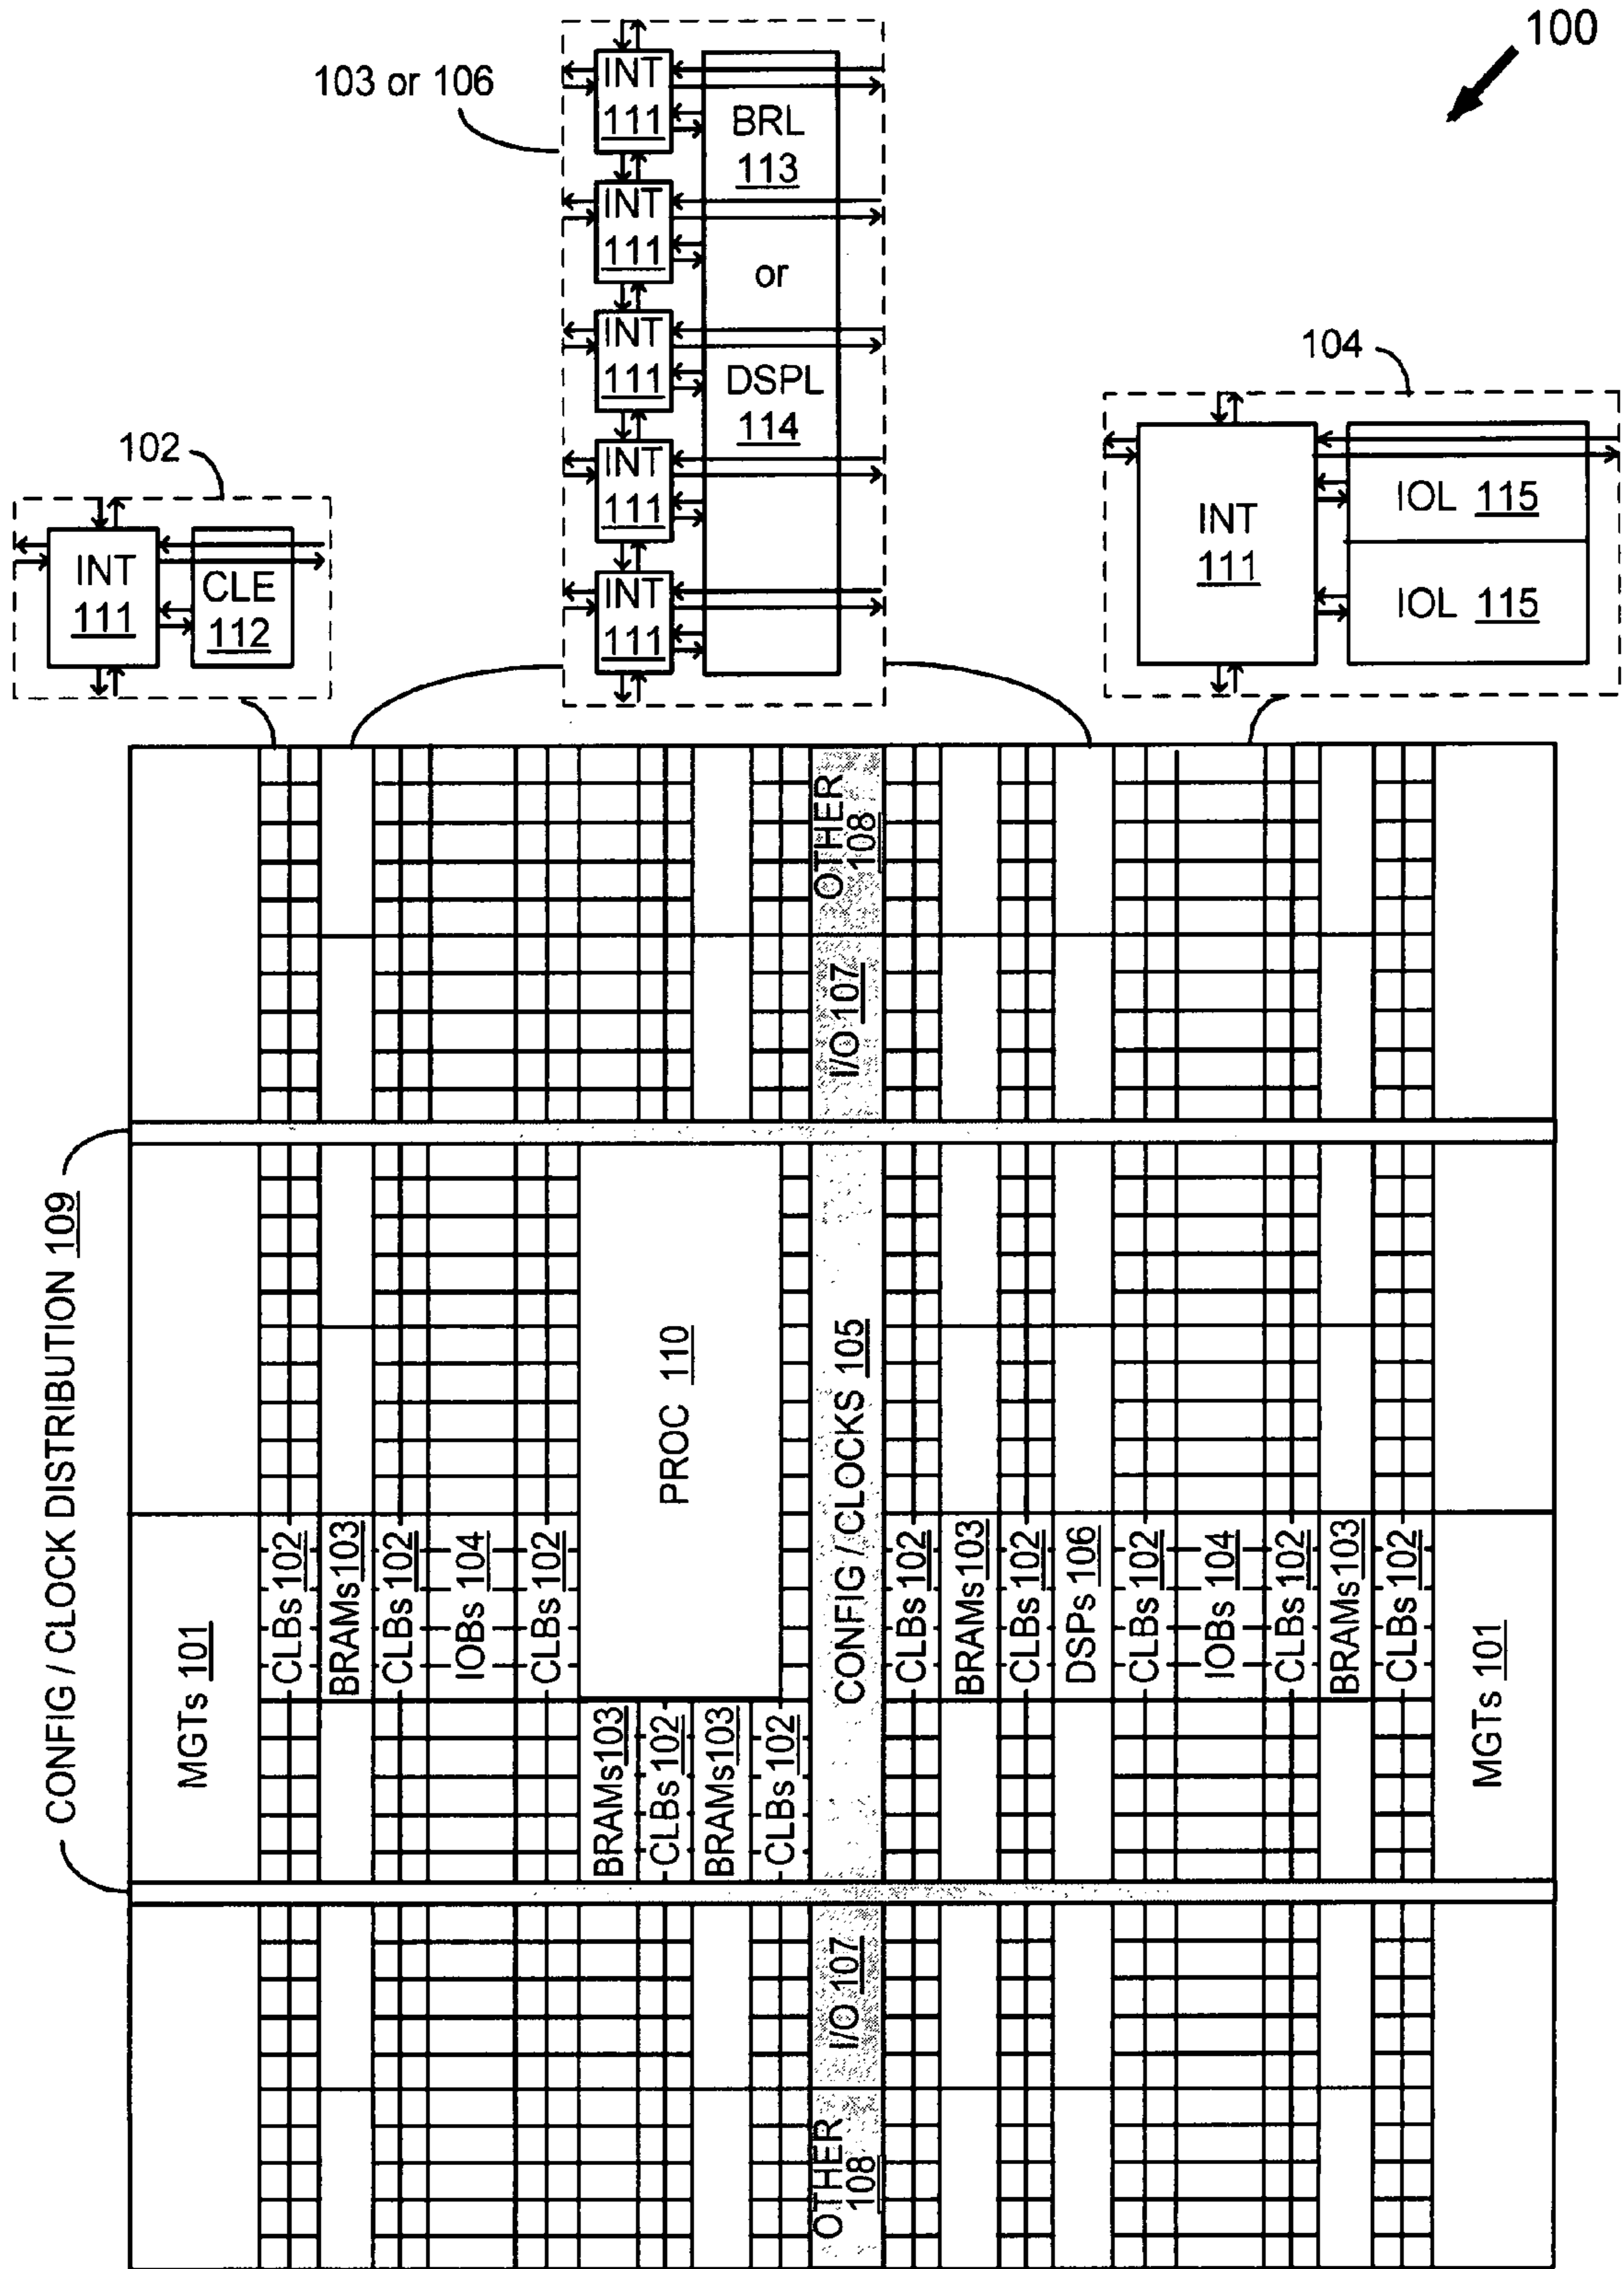 100
103 or 106
INT
111
INT
111
INT
111
INT
111
INT
111
BRL
113
or
DSPL
114
104
INT
111
IOL 115
IOL 115
102
INT
111
CLE
112
OTHER
108
I/O 107
CONFIG / CLOCK DISTRIBUTION 109
PROC 110
CONFIG / CLOCKS 105
MGTs 101
CLBs 102
BRAMs 103
CLBs 102
IOBs 104
CLBs 102
BRAMs 103
CLBs 102
BRAMs 103
CLBs 102
CLBs 102
BRAMs 103
CLBs 102
DSPs 106
CLBs 102
IOBs 104
CLBs 102
BRAMs 103
CLBs 102
MGTs 101
I/O 107
OTHER
108